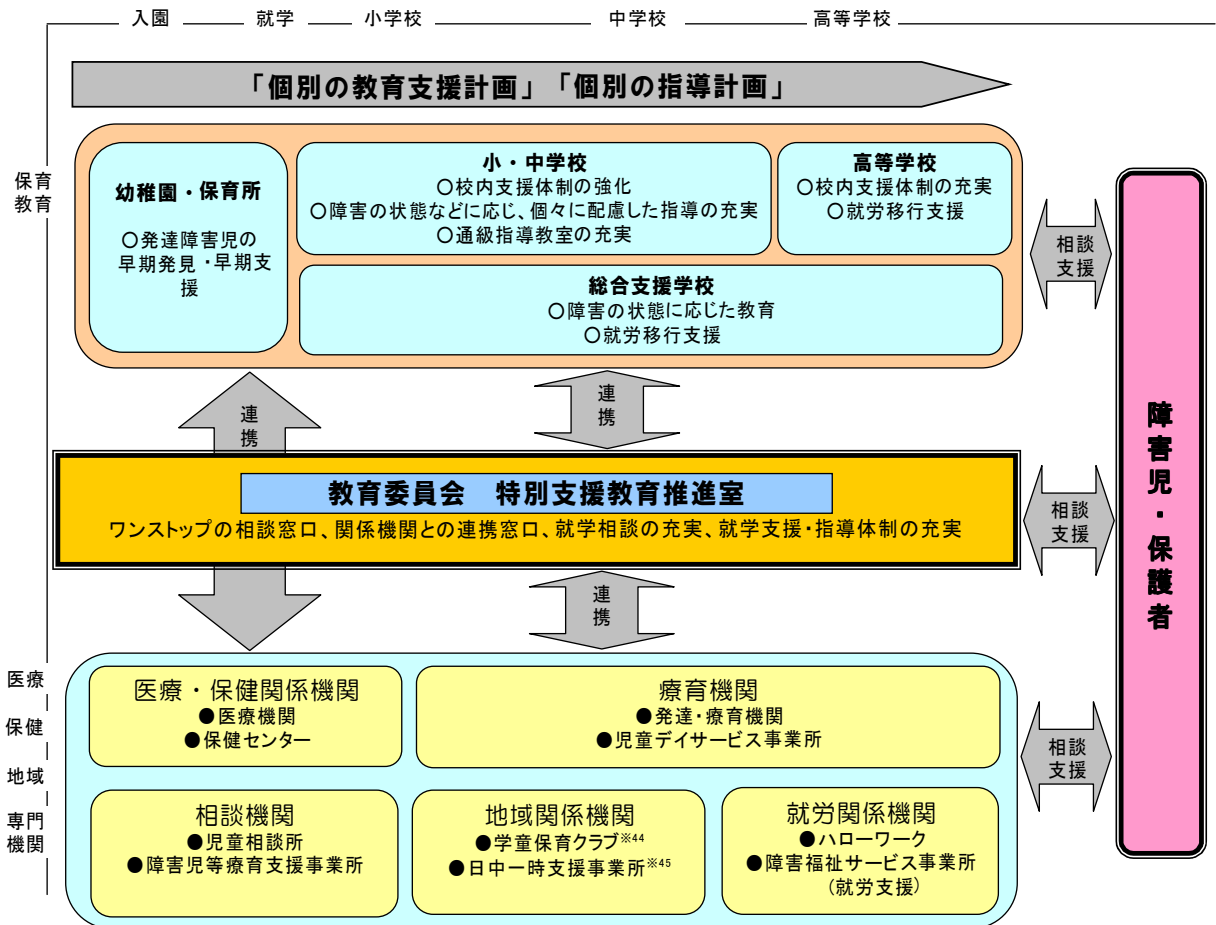 入園
就学
小学校
中学校
高等学校
「個別の教育支援計画」「個別の指導計画」
保育
教育
幼稚園・保育所
○発達障害児の
早期発見・早期支
援
小・中学校
○校内支援体制の強化
○障害の状態などに応じ、個々に配慮した指導の充実
○通級指導教室の充実
高等学校
○校内支援体制の充実
○就労移行支援
総合支援学校
○障害の状態に応じた教育
○就労移行支援
相談
支援
連
携
連
携
教育委員会 特別支援教育推進室
ワンストップの相談窓口、関係機関との連携窓口、就学相談の充実、就学支援・指導体制の充実
相談
支援
障害児・保護者
連
携
医療
保健
地域
専門
機関
医療・保健関係機関
●医療機関
●保健センター
療育機関
●発達・療育機関
●児童デイサービス事業所
相談
支援
相談機関
●児童相談所
●障害児等療育支援事業所
地域関係機関
●学童保育クラブ※44
●日中一時支援事業所※45
就労関係機関
●ハローワーク
●障害福祉サービス事業所
(就労支援)